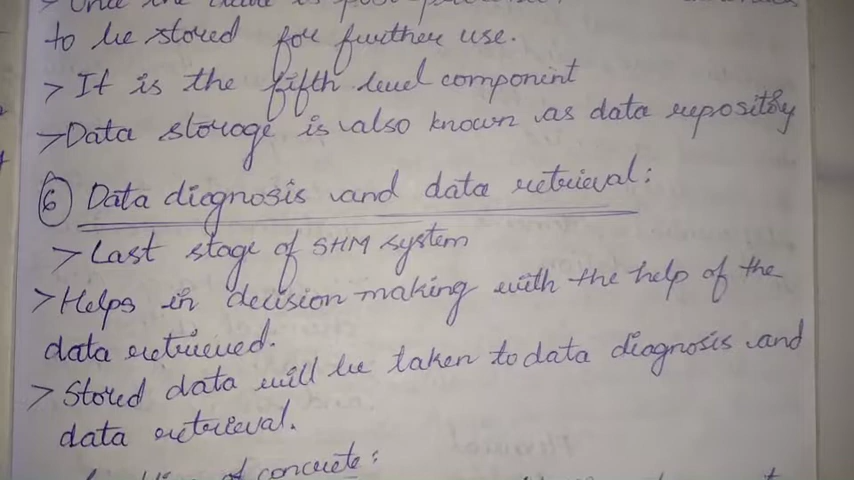 to be stored for further use.
> It is the fifth level component
> Data storage is also known as data repository
⑥ Data diagnosis and data retrieval:
> Last stage of SHM system
> Helps in decision making with the help of the
data retrieved.
> Stored data will be taken to data diagnosis and
data retrieval.
of concrete: